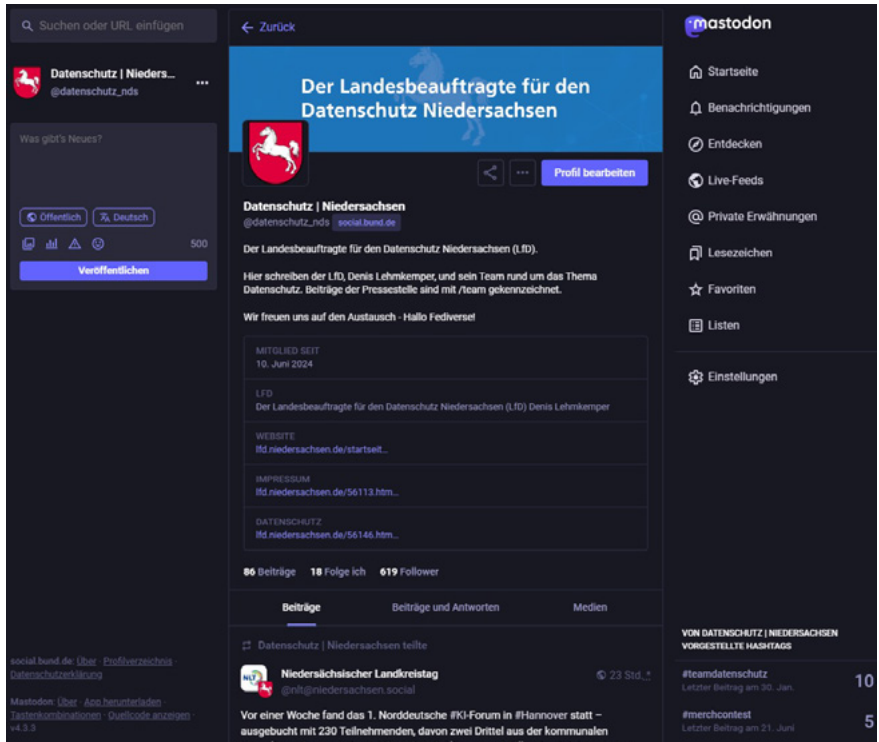 Suchen oder URL einfügen
Datenschutz | Nieders...
@datenschutz_nds
Was gibt's Neues?
Öffentlich
Deutsch
500
Veröffentlichen
social.bund.de: Über · Profilverzeichnis ·
Datenschutzerklärung
Mastodon: Über · App herunterladen ·
Tastenkombinationen · Quellcode anzeigen ·
v4.3.3
Zurück
Der Landesbeauftragte für den
Datenschutz Niedersachsen
Profil bearbeiten
Datenschutz | Niedersachsen
@datenschutz_nds social.bund.de
Der Landesbeauftragte für den Datenschutz Niedersachsen (LfD).
Hier schreiben der LfD, Denis Lehmkemper, und sein Team rund um das Thema
Datenschutz. Beiträge der Pressestelle sind mit /team gekennzeichnet.
Wir freuen uns auf den Austausch - Hallo Fediverse!
MITGLIED SEIT
10. Juni 2024
LFD
Der Landesbeauftragte für den Datenschutz Niedersachsen (LfD) Denis Lehmkemper
WEBSITE
lfd.niedersachsen.de/startseit...
IMPRESSUM
lfd.niedersachsen.de/56113.htm...
DATENSCHUTZ
lfd.niedersachsen.de/56146.htm...
86 Beiträge 18 Folge ich 619 Follower
Beiträge Beiträge und Antworten Medien
Datenschutz | Niedersachsen teilte
NLT
Niedersächsischer Landkreistag
@nlt@niedersachsen.social
23 Std.*
Vor einer Woche fand das 1. Norddeutsche #KI-Forum in #Hannover statt –
ausgebucht mit 230 Teilnehmenden, davon zwei Drittel aus der kommunalen
mastodon
Startseite
Benachrichtigungen
Entdecken
Live-Feeds
Private Erwähnungen
Lesezeichen
Favoriten
Listen
Einstellungen
VON DATENSCHUTZ | NIEDERSACHSEN
VORGESTELLTE HASHTAGS
#teamdatenschutz
Letzter Beitrag am 30. Jan.
10
#merchcontest
Letzter Beitrag am 21. Juni
5